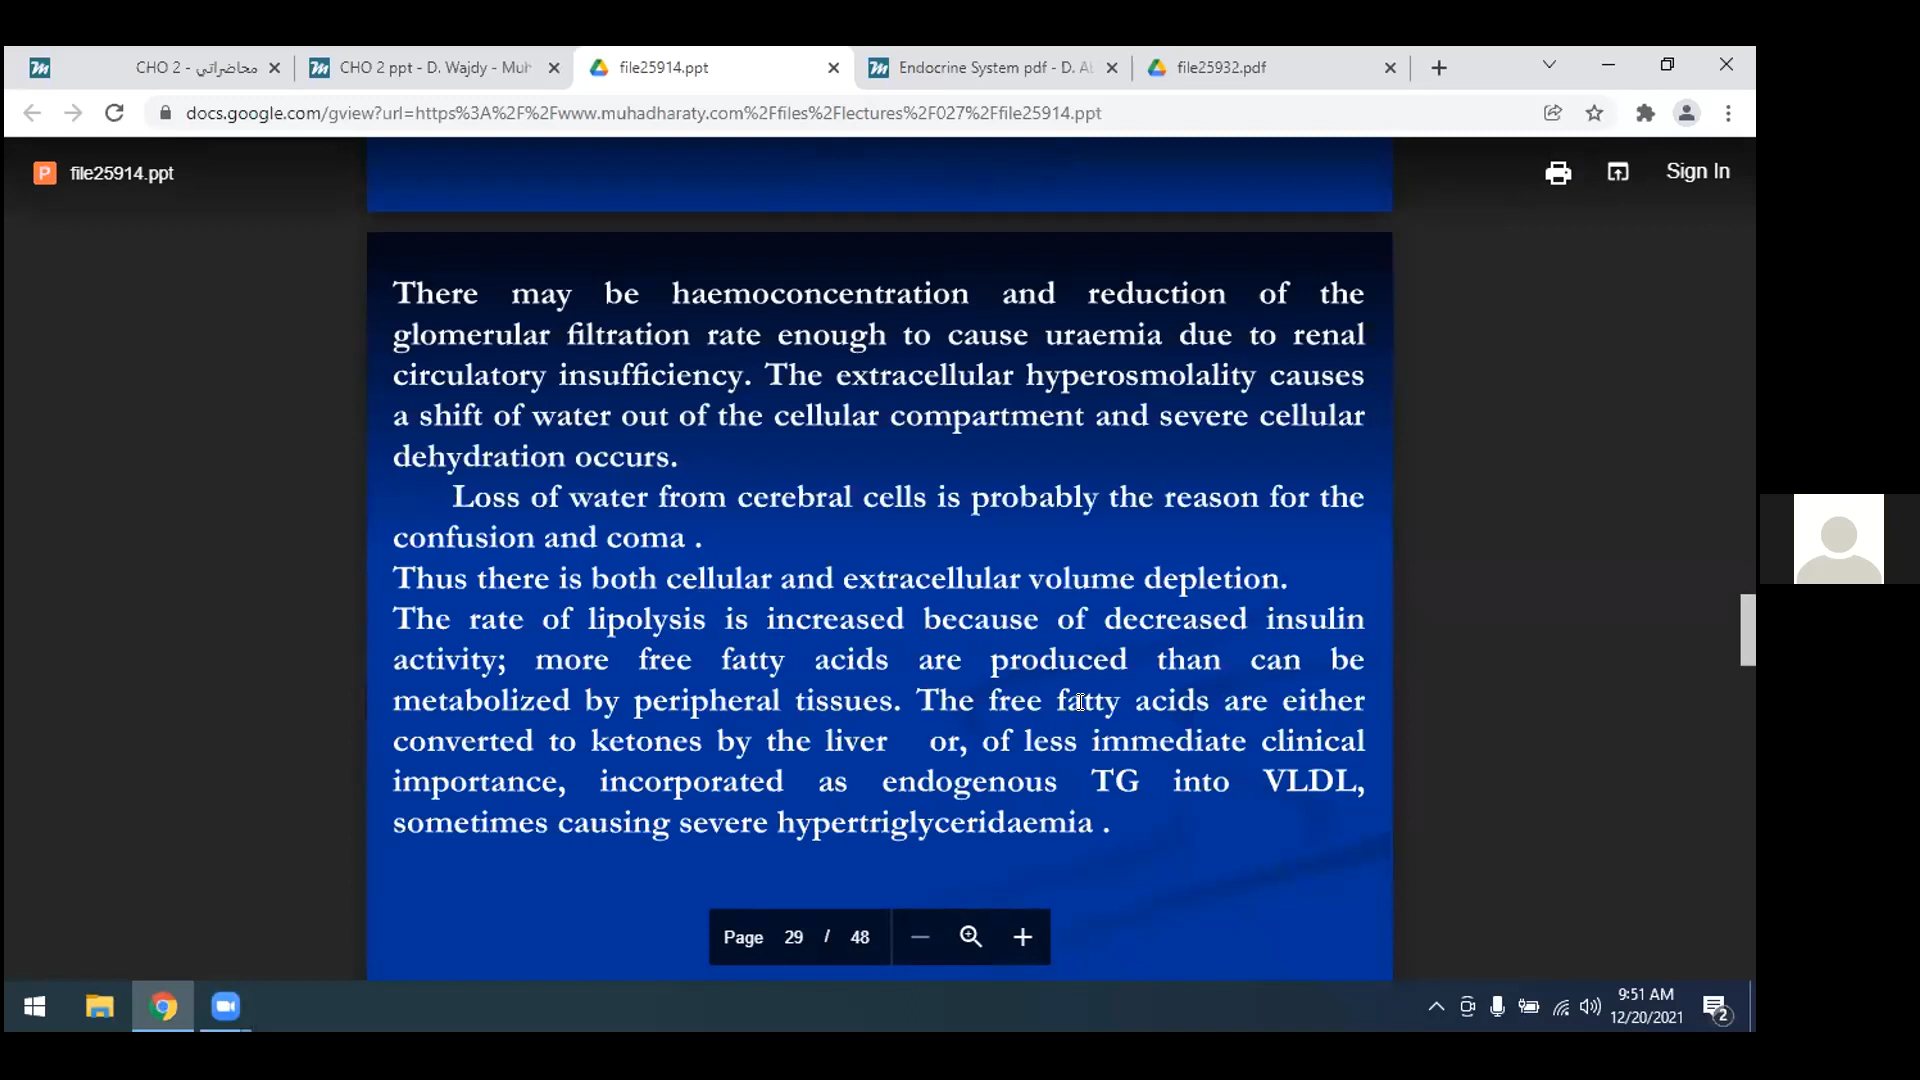 CHO 2 - محاضراتي
CHO 2 ppt - D. Wajdy - Muh
file25914.ppt
Endocrine System pdf - D. Al
file25932.pdf
docs.google.com/gview?url=https%3A%2F%2Fwww.muhadharaty.com%2Ffiles%2Flectures%2F027%2Ffile25914.ppt
P file25914.ppt
Sign In
There may be haemoconcentration and reduction of the
glomerular filtration rate enough to cause uraemia due to renal
circulatory insufficiency. The extracellular hyperosmolality causes
a shift of water out of the cellular compartment and severe cellular
dehydration occurs.
Loss of water from cerebral cells is probably the reason for the
confusion and coma .
Thus there is both cellular and extracellular volume depletion.
The rate of lipolysis is increased because of decreased insulin
activity; more free fatty acids are produced than can be
metabolized by peripheral tissues. The free fatty acids are either
converted to ketones by the liver or, of less immediate clinical
importance, incorporated as endogenous TG into VLDL,
sometimes causing severe hypertriglyceridaemia .
Page 29 / 48
9:51 AM
12/20/2021
2